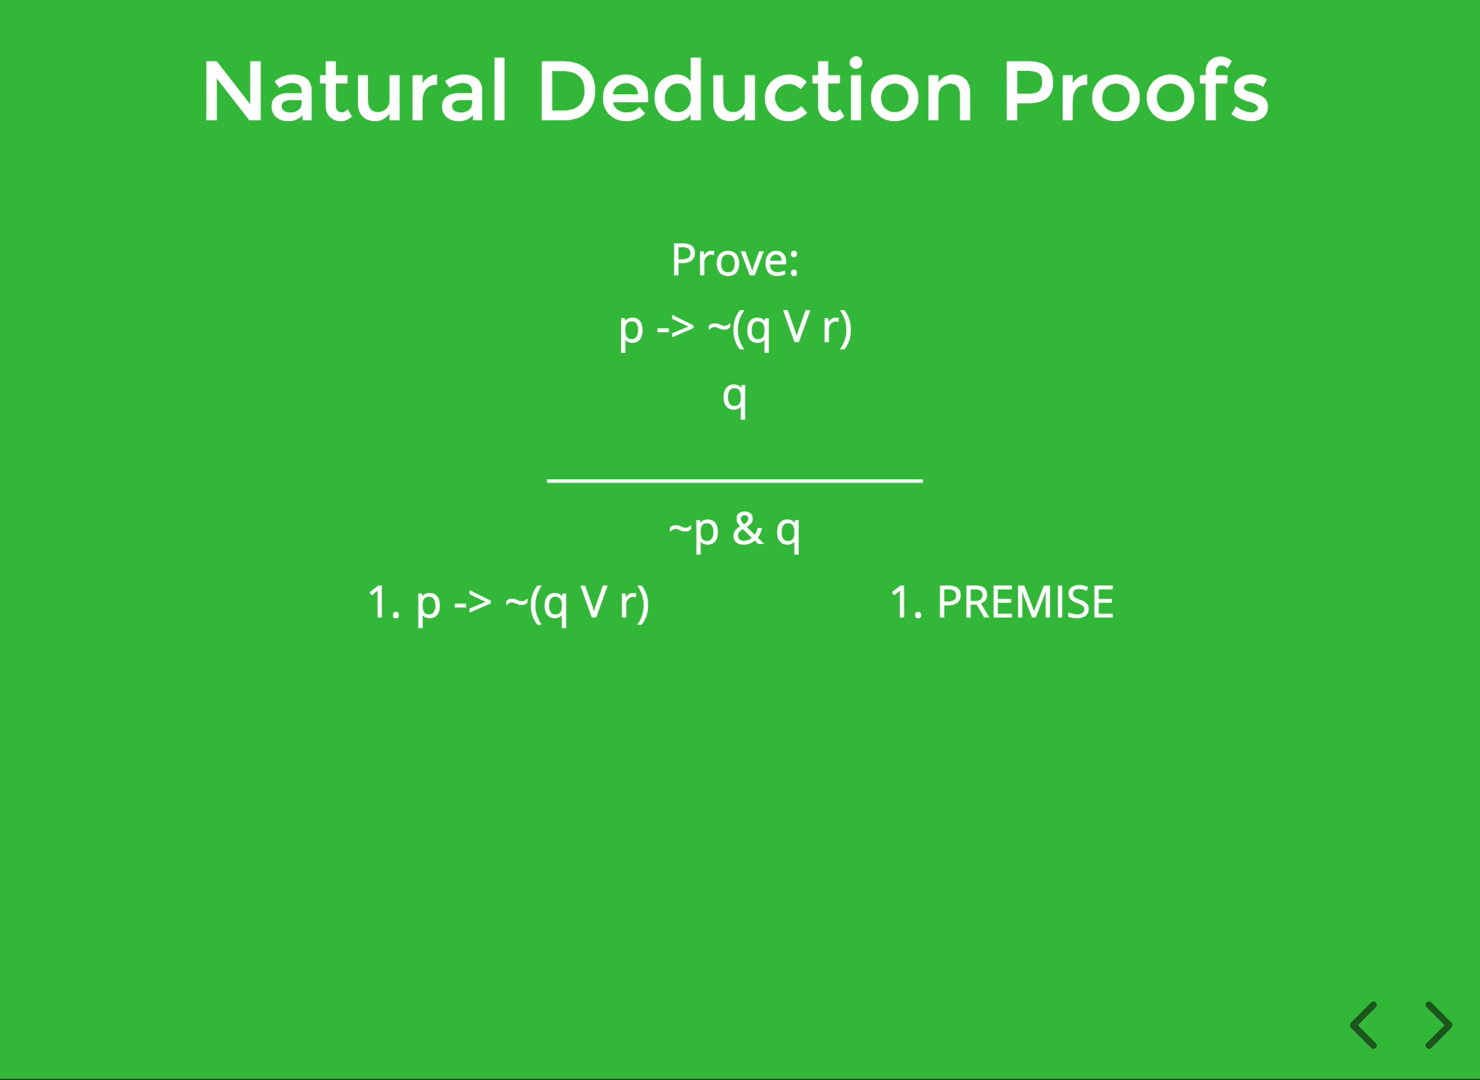 Natural Deduction Proofs
Prove:
p -> ~(q V r)
q
~p & q
1. p -> ~(q V r) 1. PREMISE